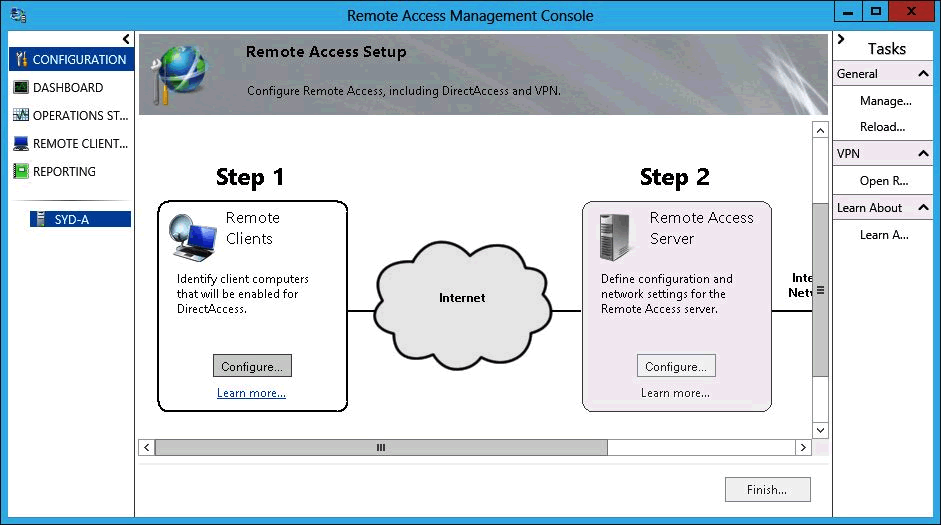 Remote Access Management Console
CONFIGURATION
DASHBOARD
OPERATIONS ST...
REMOTE CLIENT...
REPORTING
SYD-A
Remote Access Setup
Configure Remote Access, including DirectAccess and VPN.
Step 1
Remote
Clients
Identify client computers
that will be enabled for
DirectAccess.
Configure...
Learn more...
Internet
Step 2
Remote Access
Server
Define configuration and
network settings for the
Remote Access server.
Configure...
Learn more...
Inte
Netw
Finish...
Tasks
General
Manage...
Reload...
VPN
Open R...
Learn About
Learn A...